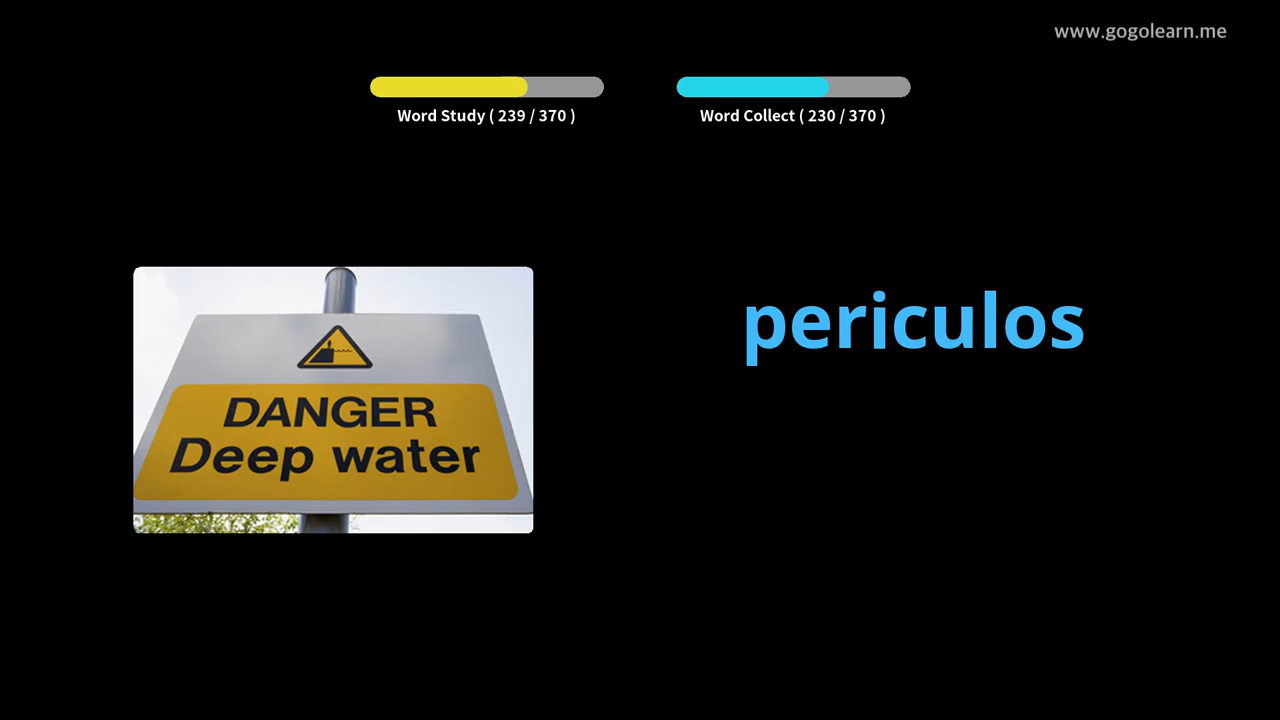 www.gogolearn.me
Word Study ( 239 / 370 )
Word Collect ( 230 / 370 )
periculos
DANGER
Deep water